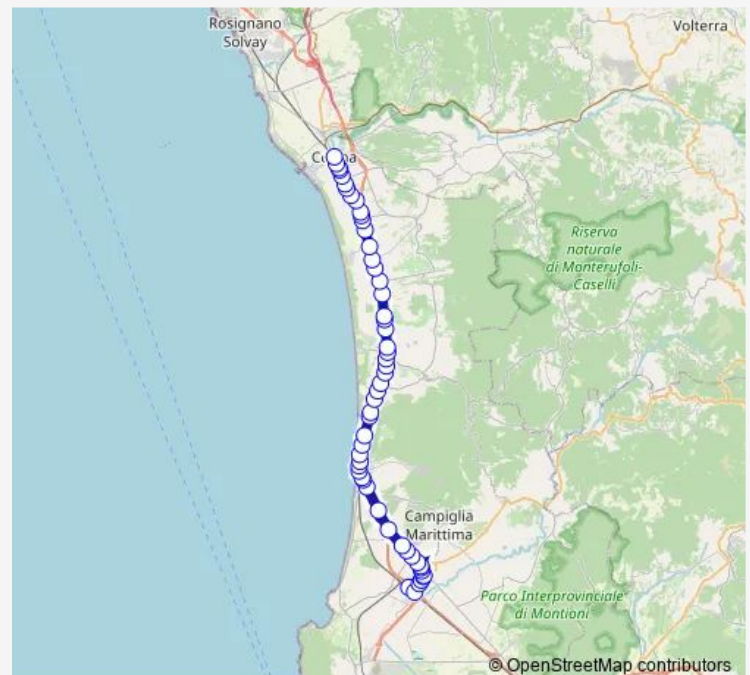 Rosignano
Solvay
Volterra
Riserva
naturale
di Monterufoli-
Caselli
Campiglia
Marittima
Parco Interprovinciale
di Montioni
© OpenStreetMap contributors